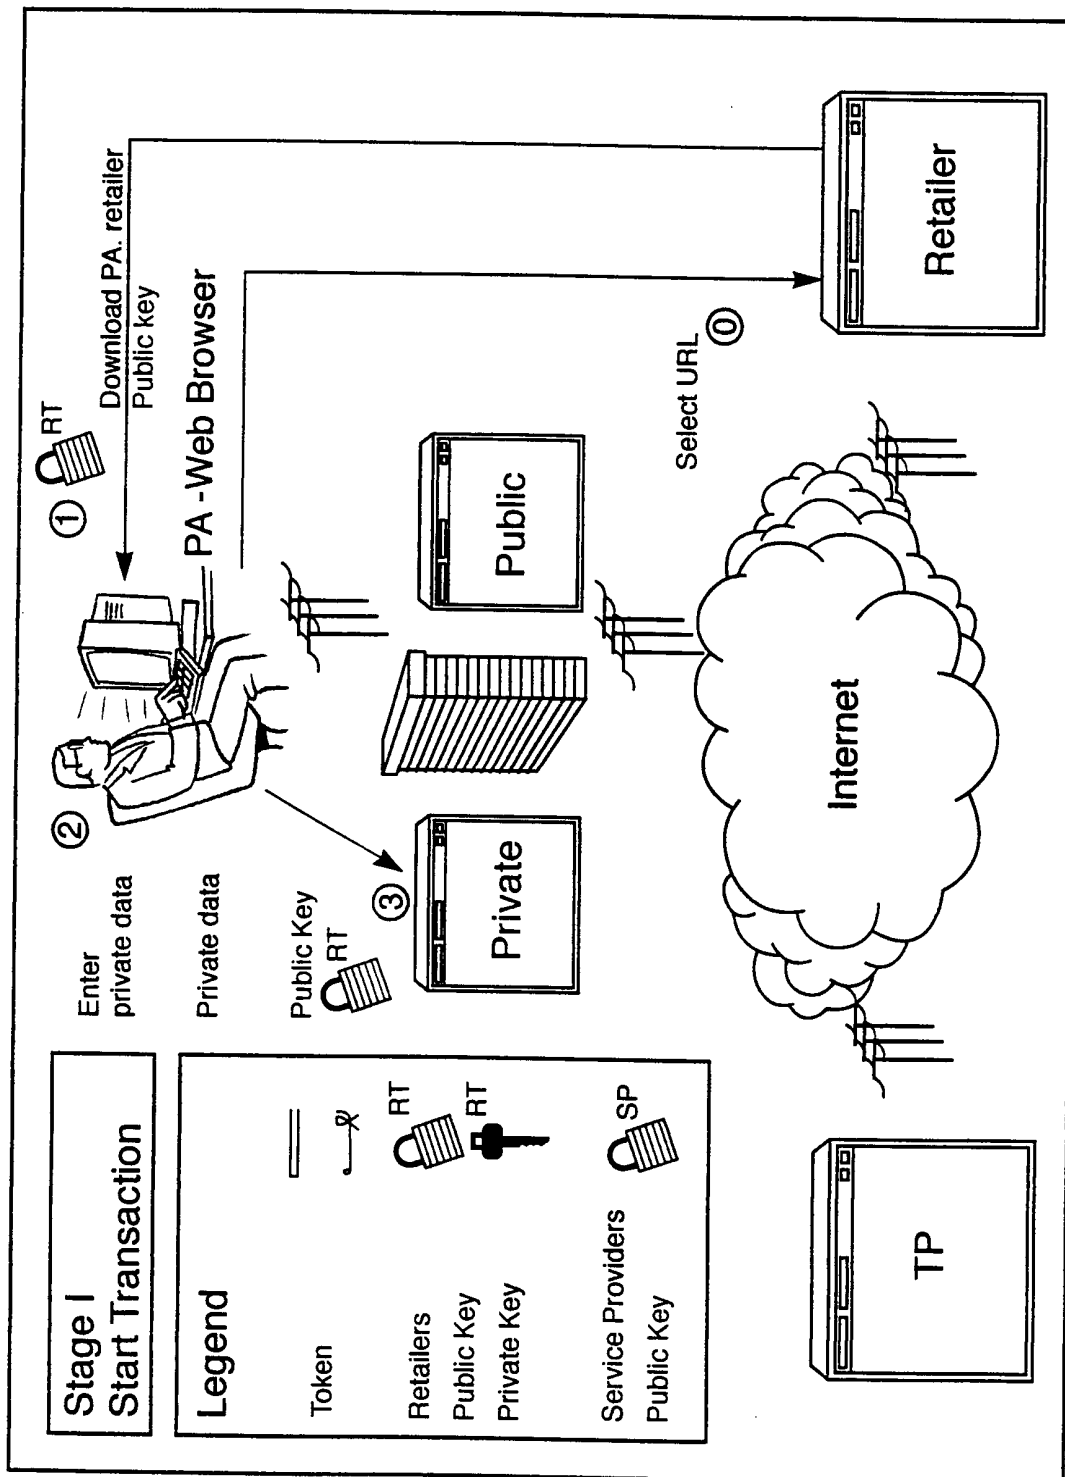 Stage I
Start Transaction
Legend
Token
Retailers
Public Key
RT
Private Key
RT
Service Providers
Public Key
SP
Enter
private data
Private data
Public Key
RT
2
1
RT
Download PA. retailer
Public key
PA -Web Browser
3
Private
Public
Select URL
0
Internet
TP
Retailer